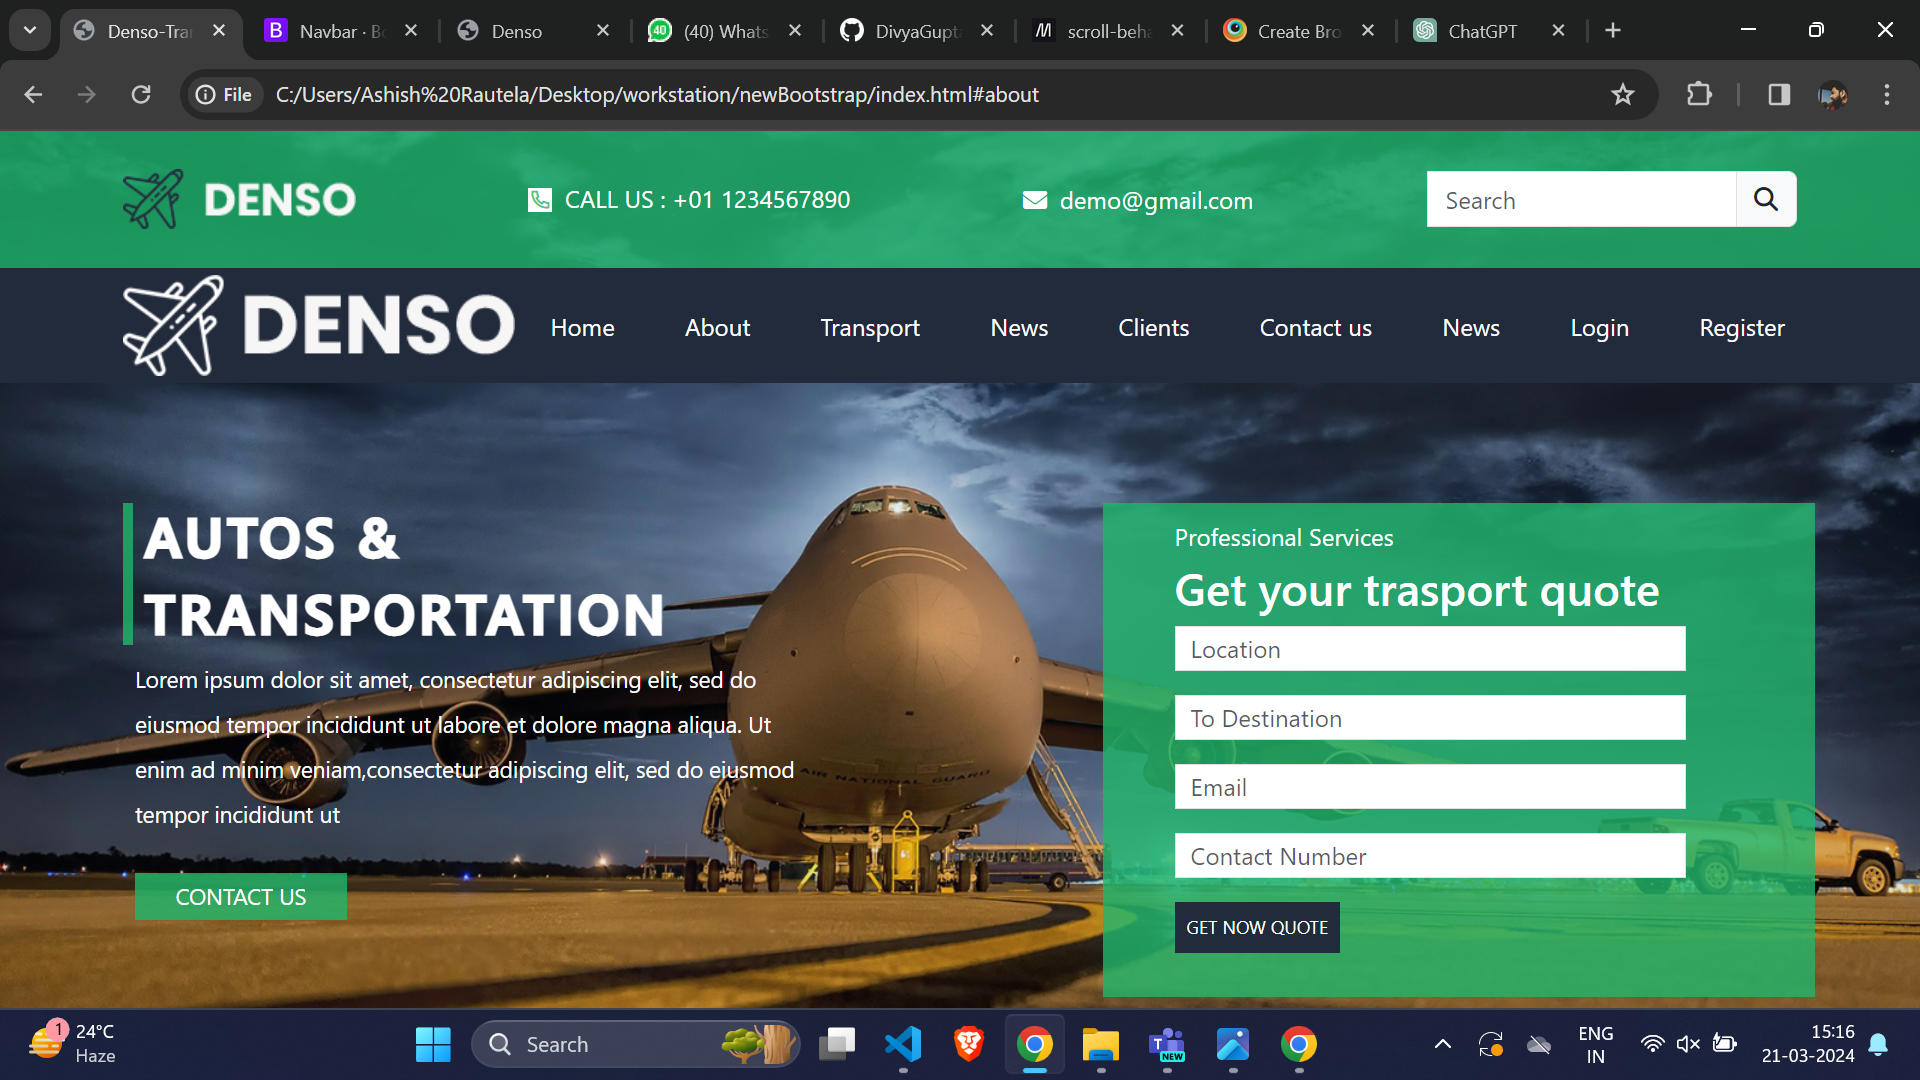 Denso-Tra
Navbar · B
Denso
(40) Whats
DivyaGupt
scroll-beha
Create Bro
ChatGPT
File
C:/Users/Ashish%20Rautela/Desktop/workstation/newBootstrap/index.html#about
DENSO
CALL US : +01 1234567890
demo@gmail.com
Search
DENSO
Home
About
Transport
News
Clients
Contact us
News
Login
Register
AUTOS &
TRANSPORTATION
Lorem ipsum dolor sit amet, consectetur adipiscing elit, sed do
eiusmod tempor incididunt ut labore et dolore magna aliqua. Ut
enim ad minim veniam,consectetur adipiscing elit, sed do eiusmod
tempor incididunt ut
CONTACT US
AIR NATIONAL GUARD
Professional Services
Get your trasport quote
Location
To Destination
Email
Contact Number
GET NOW QUOTE
1
24°C
Haze
Search
NEW
ENG
IN
15:16
21-03-2024